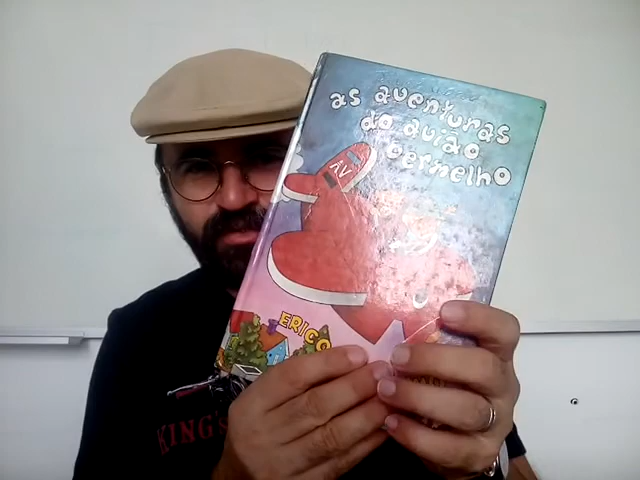 as aventuras
do avião
vermelho
AV
ERICO
KING'S